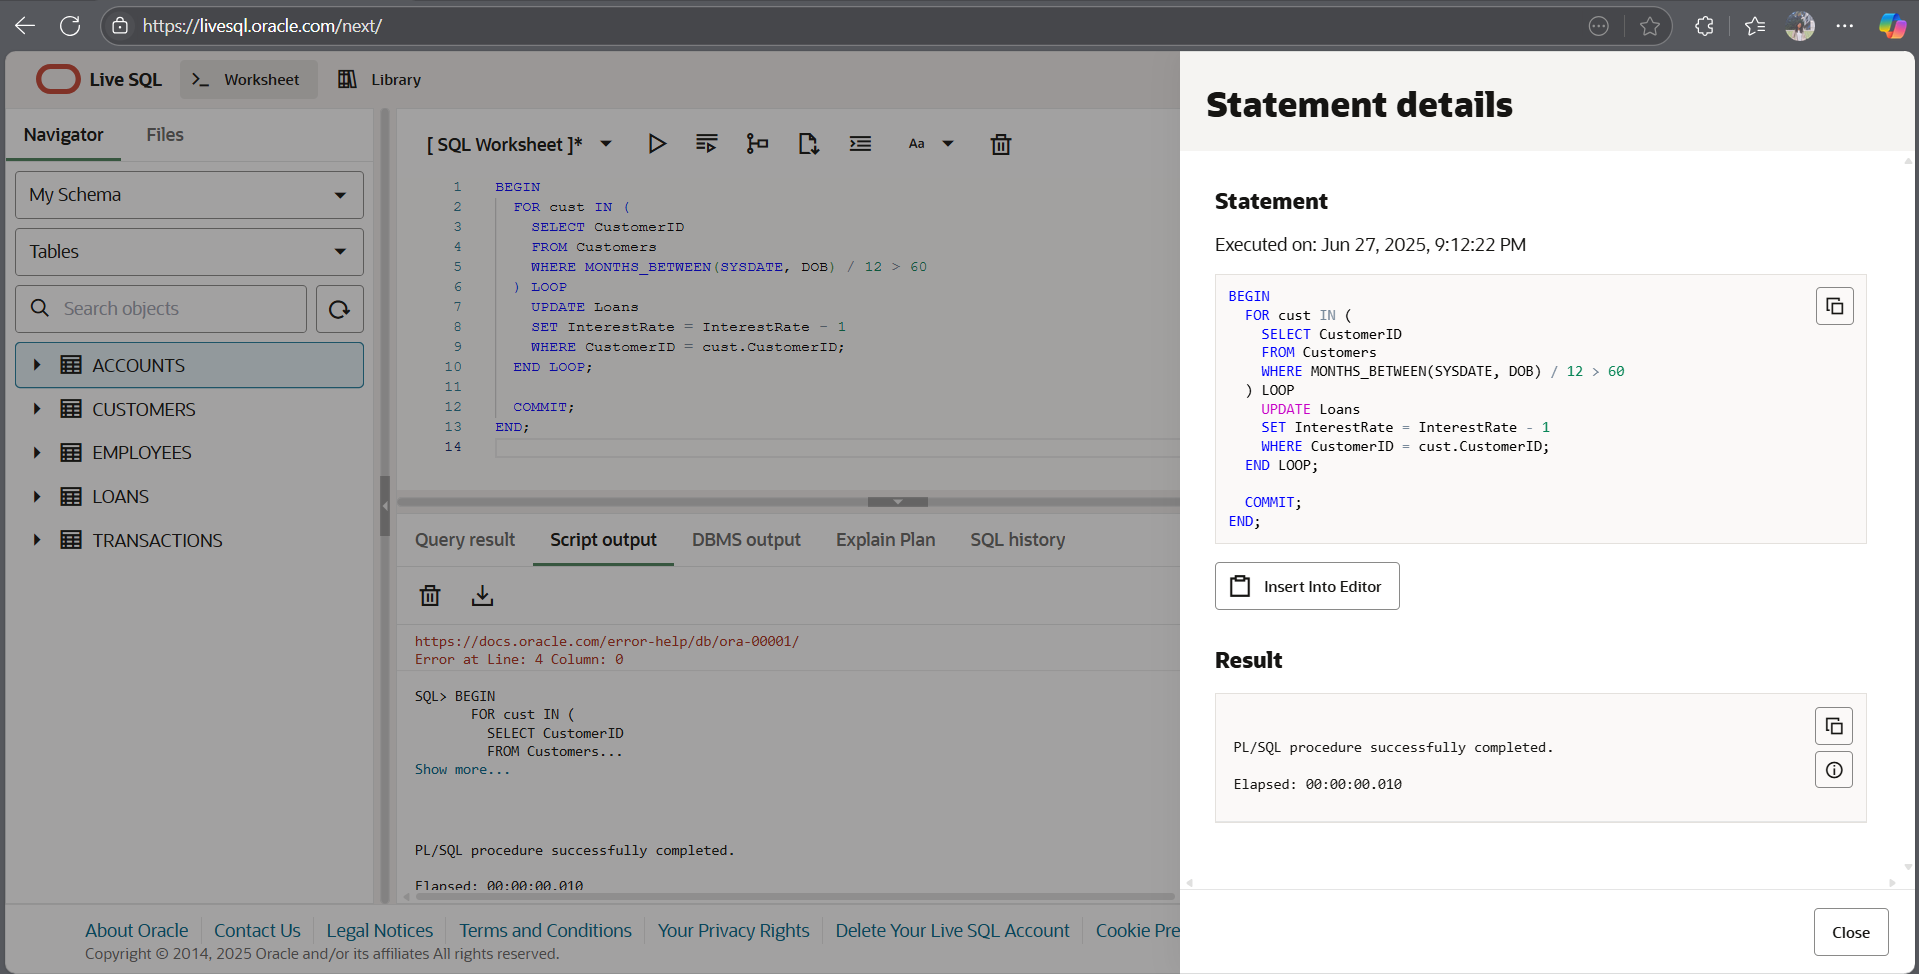 https://livesql.oracle.com/next/
Live SQL
Worksheet
Library
Navigator
Files
My Schema
Tables
Search objects
ACCOUNTS
CUSTOMERS
EMPLOYEES
LOANS
TRANSACTIONS
[ SQL Worksheet ]*
Aa
1 BEGIN
2 FOR cust IN (
3 SELECT CustomerID
4 FROM Customers
5 WHERE MONTHS_BETWEEN(SYSDATE, DOB) / 12 > 60
6 ) LOOP
7 UPDATE Loans
8 SET InterestRate = InterestRate - 1
9 WHERE CustomerID = cust.CustomerID;
10 END LOOP;
11
12 COMMIT;
13 END;
14
Query result
Script output
DBMS output
Explain Plan
SQL history
https://docs.oracle.com/error-help/db/ora-00001/
Error at Line: 4 Column: 0
SQL> BEGIN
FOR cust IN (
SELECT CustomerID
FROM Customers...
Show more...
PL/SQL procedure successfully completed.
Elapsed: 00:00:00.010
Statement details
Statement
Executed on: Jun 27, 2025, 9:12:22 PM
BEGIN
FOR cust IN (
SELECT CustomerID
FROM Customers
WHERE MONTHS_BETWEEN(SYSDATE, DOB) / 12 > 60
) LOOP
UPDATE Loans
SET InterestRate = InterestRate - 1
WHERE CustomerID = cust.CustomerID;
END LOOP;
COMMIT;
END;
Insert Into Editor
Result
PL/SQL procedure successfully completed.
Elapsed: 00:00:00.010
Close
About Oracle
Contact Us
Legal Notices
Terms and Conditions
Your Privacy Rights
Delete Your Live SQL Account
Cookie Pre
Copyright © 2014, 2025 Oracle and/or its affiliates All rights reserved.